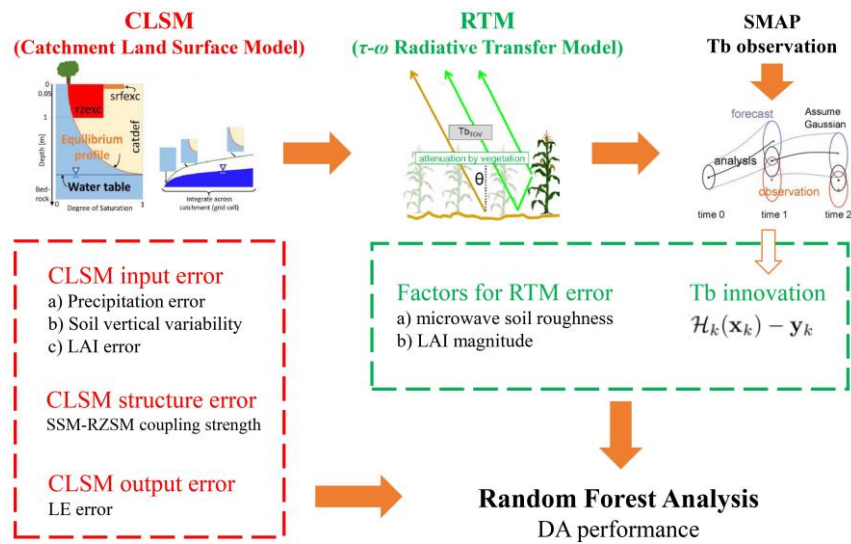 CLSM
(Catchment Land Surface Model)
RTM
(τ-ω Radiative Transfer Model)
SMAP
Tb observation
0
0.05
1
Depth [m]
Bed-
rock
rzexc
srfexc
catdef
Equilibrium
profile
Water table
0
1
Degree of Saturation
Integrate across
catchment (grid cell)
Tb_TOV
attenuation by vegetation
θ
forecast
Assume
Gaussian
analysis
observation
time 0
time 1
time 2
CLSM input error
a) Precipitation error
b) Soil vertical variability
c) LAI error
CLSM structure error
SSM-RZSM coupling strength
CLSM output error
LE error
Factors for RTM error
a) microwave soil roughness
b) LAI magnitude
Tb innovation
ℋ_k(x_k) − y_k
Random Forest Analysis
DA performance